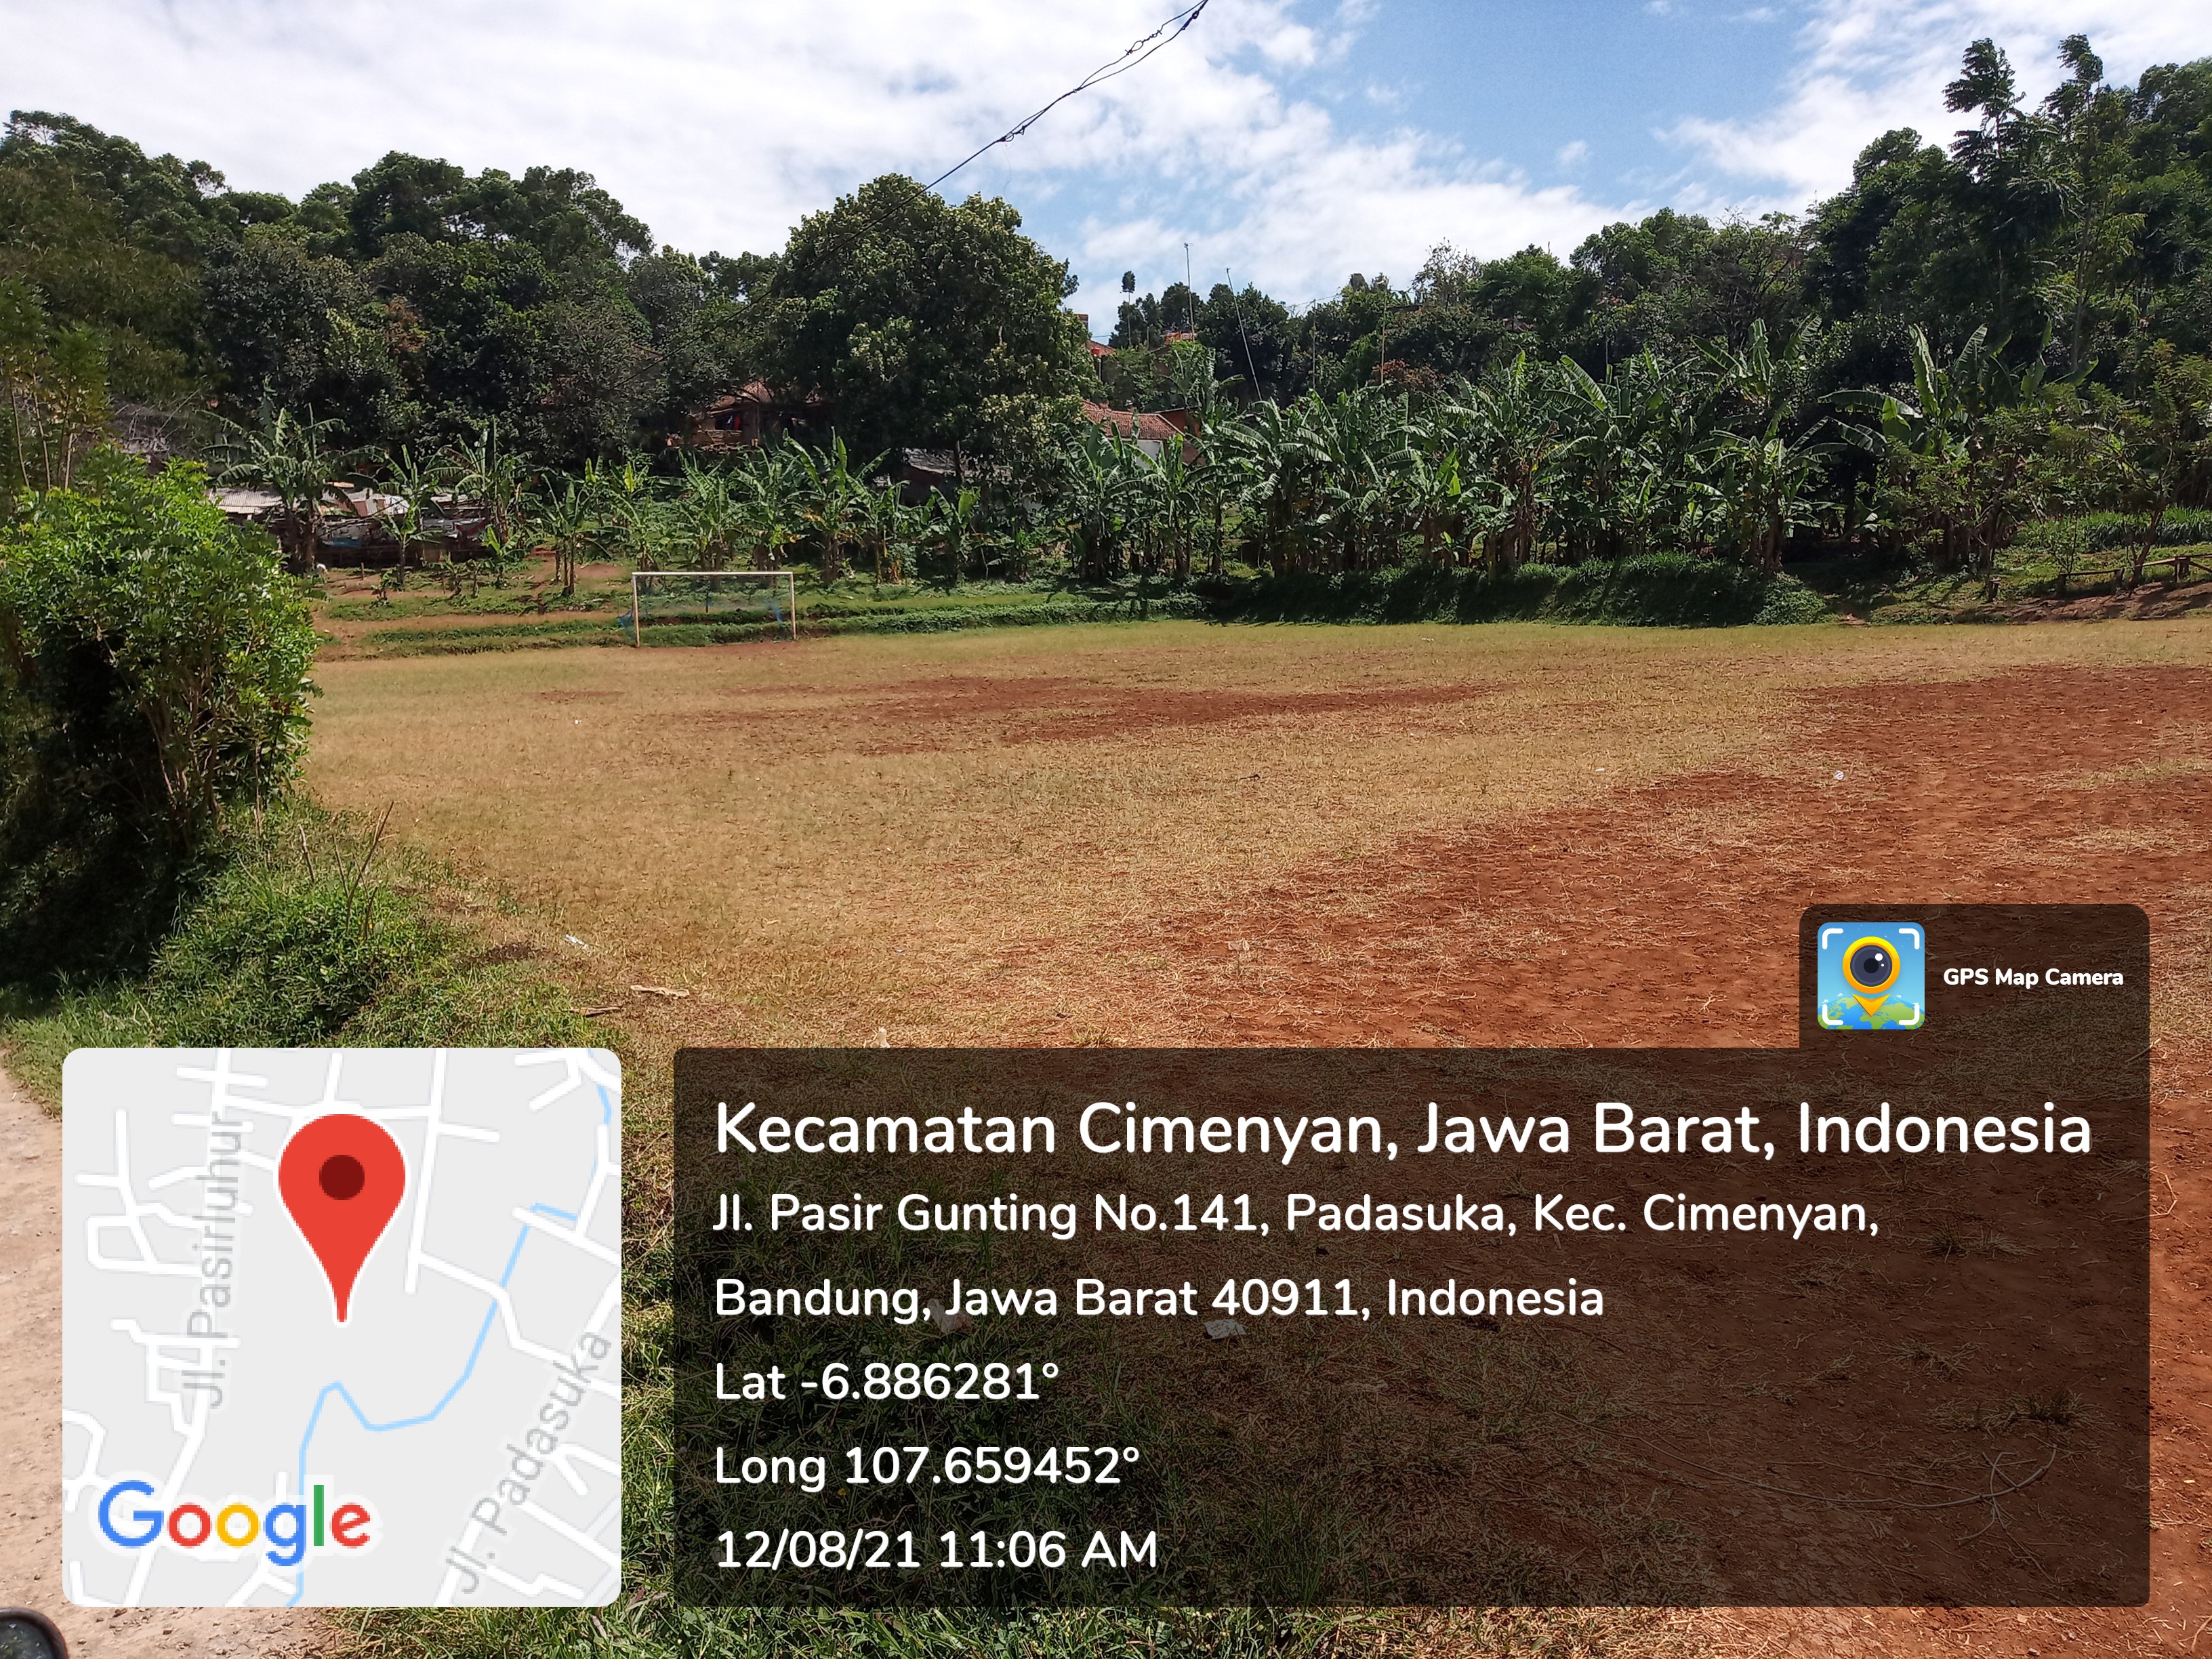 GPS Map Camera
Kecamatan Cimenyan, Jawa Barat, Indonesia
Jl. Pasir Gunting No.141, Padasuka, Kec. Cimenyan,
Bandung, Jawa Barat 40911, Indonesia
Lat -6.886281°
Long 107.659452°
12/08/21 11:06 AM
Jl. Pasirluhur
Jl. Padasuka
Google